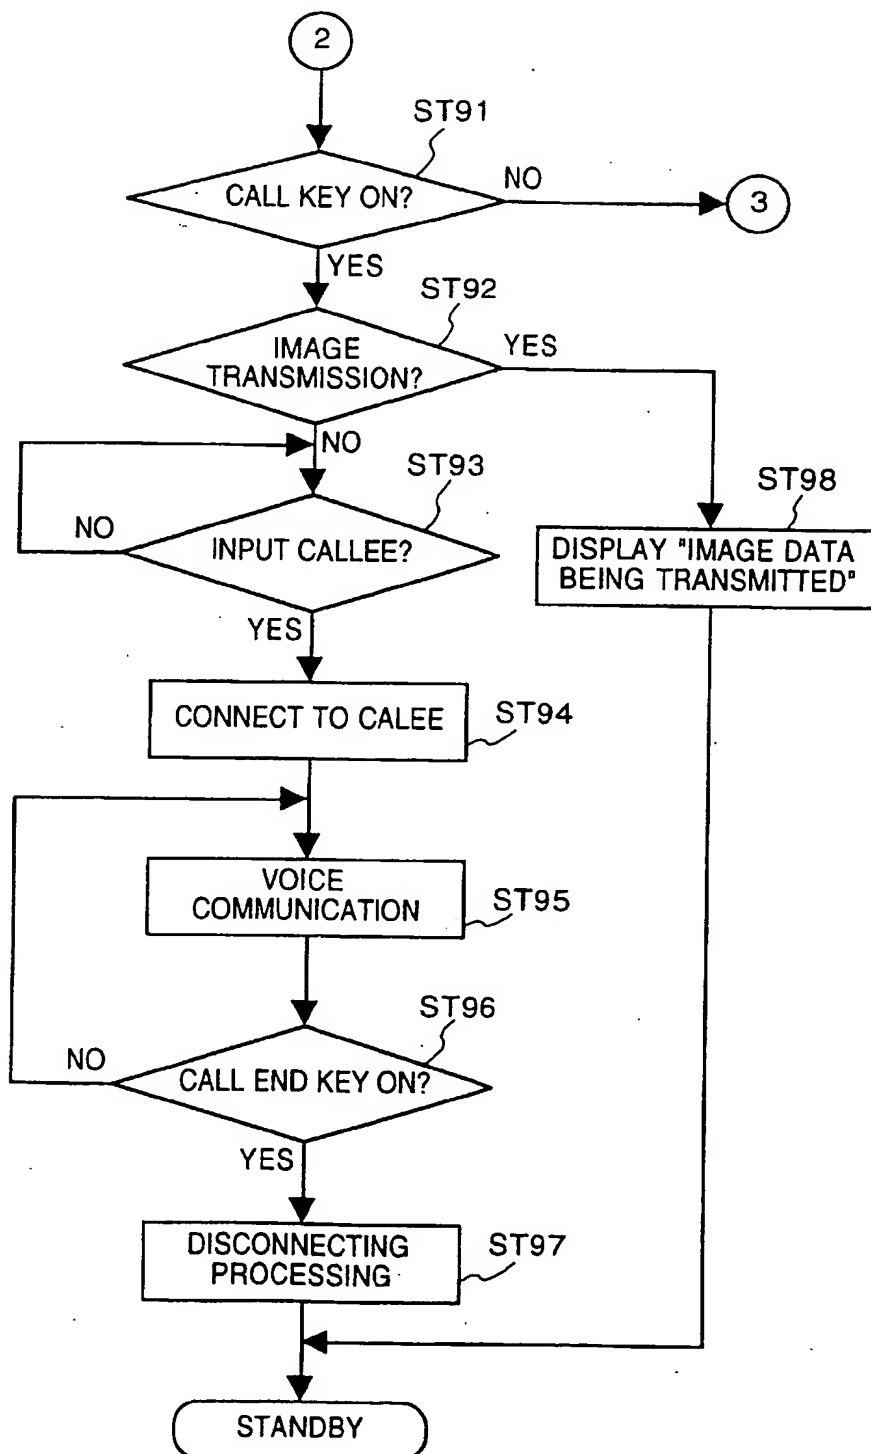 2
ST91
CALL KEY ON?
NO
3
YES
ST92
IMAGE
TRANSMISSION?
YES
NO
ST93
NO
INPUT CALLEE?
YES
ST98
DISPLAY "IMAGE DATA
BEING TRANSMITTED"
CONNECT TO CALEE
ST94
VOICE
COMMUNICATION
ST95
ST96
NO
CALL END KEY ON?
YES
DISCONNECTING
PROCESSING
ST97
STANDBY